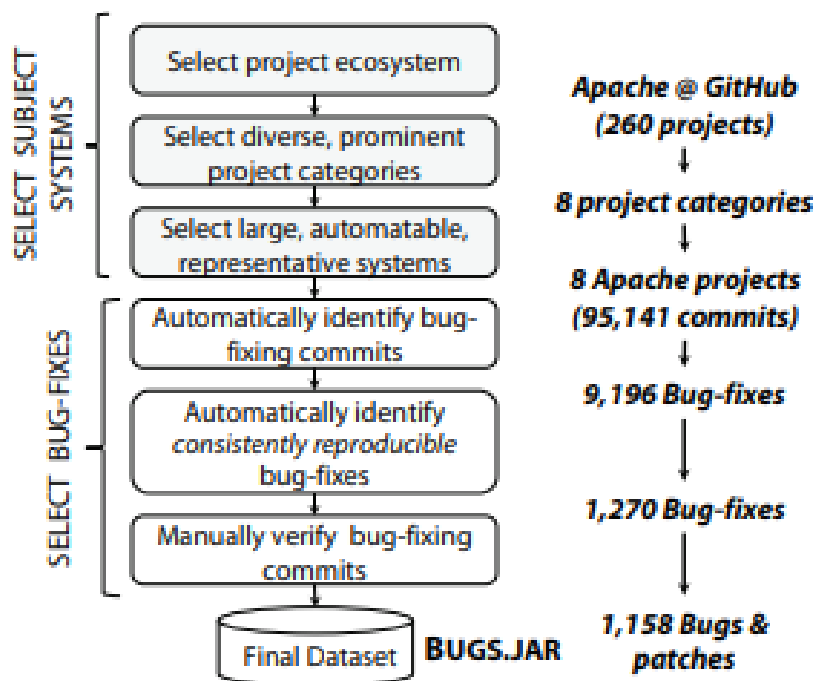 SELECT SUBJECT
SYSTEMS
Select project ecosystem
Select diverse, prominent
project categories
Select large, automatable,
representative systems
SELECT BUG-FIXES
Automatically identify bug-
fixing commits
Automatically identify
consistently reproducible
bug-fixes
Manually verify bug-fixing
commits
Final Dataset
BUGS.JAR
Apache @ GitHub
(260 projects)
8 project categories
8 Apache projects
(95,141 commits)
9,196 Bug-fixes
1,270 Bug-fixes
1,158 Bugs &
patches